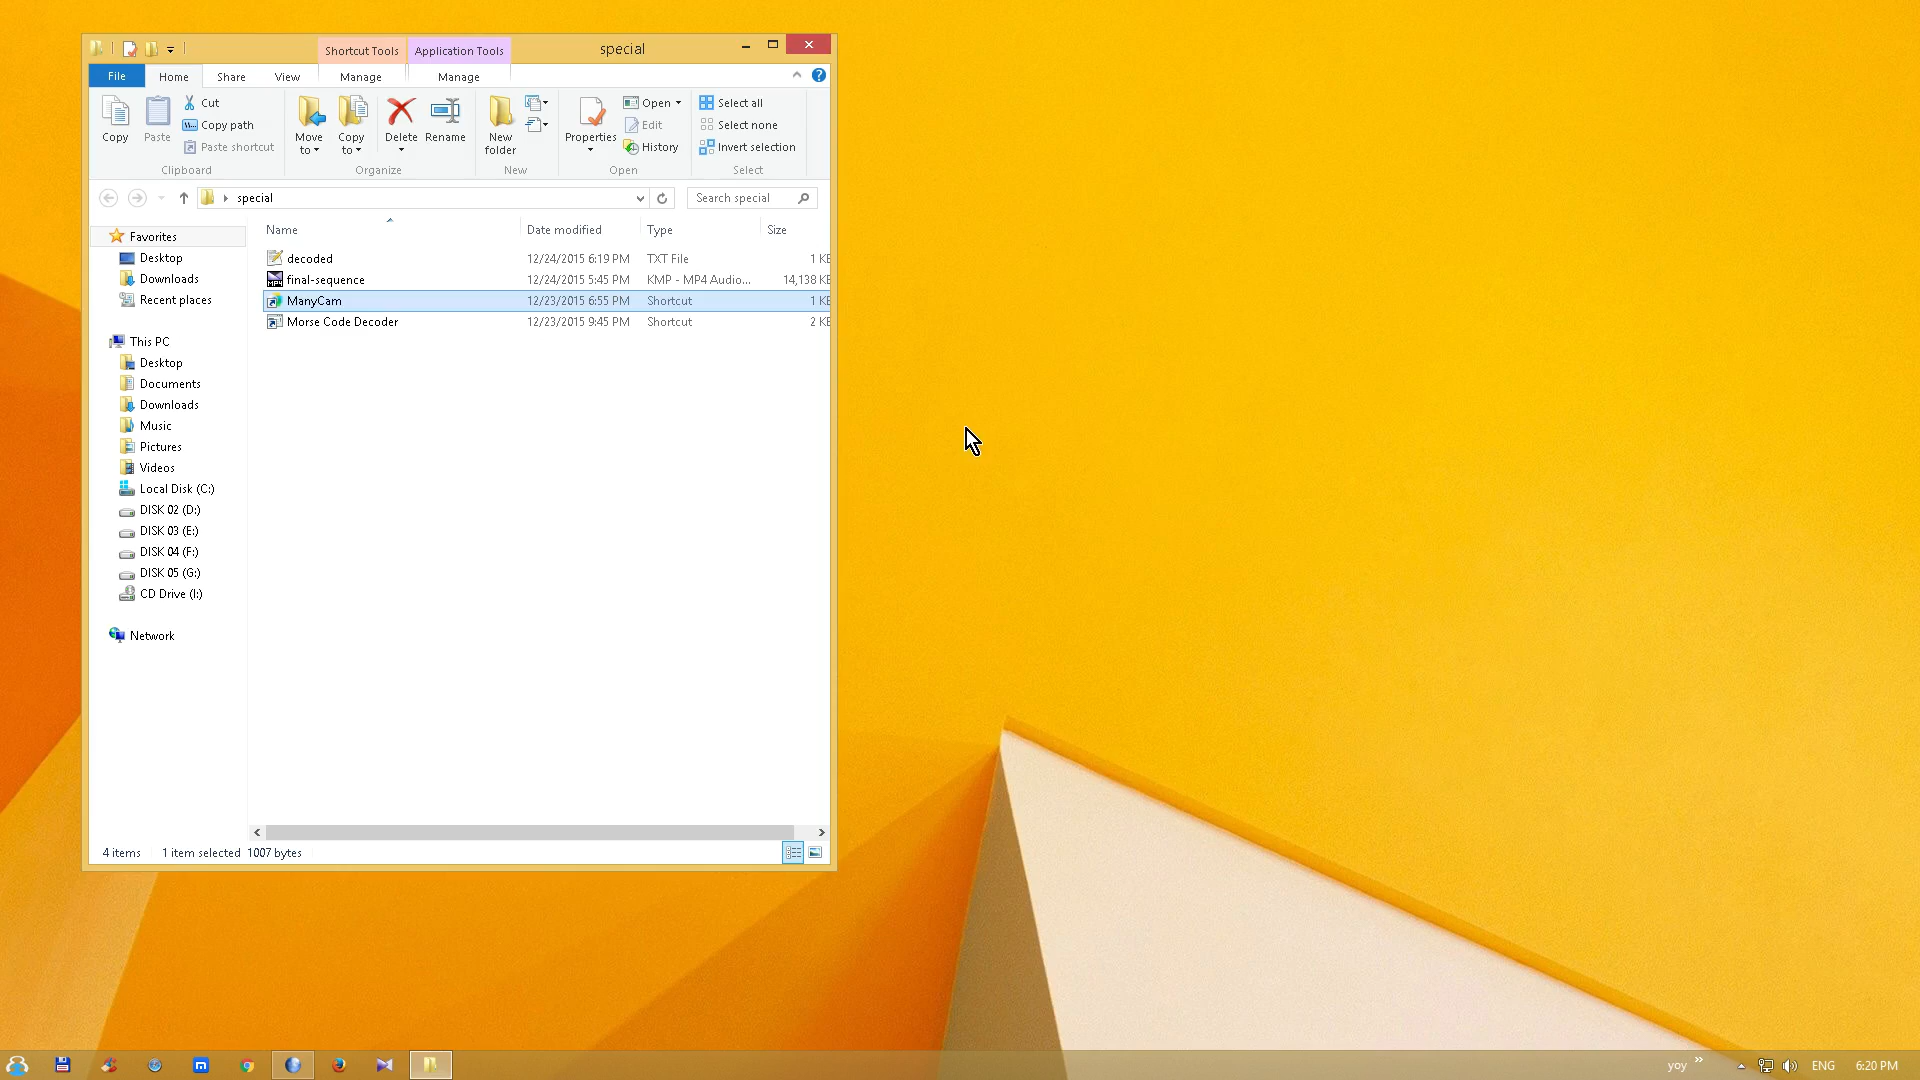 Shortcut Tools Application Tools special
File Home Share View Manage Manage
Copy Paste Cut Copy path Paste shortcut Clipboard
Move to Copy to Delete Rename Organize
New folder New
Properties Open Edit History Open
Select all Select none Invert selection Select
special Search special
Favorites
Desktop
Downloads
Recent places
This PC
Desktop
Documents
Downloads
Music
Pictures
Videos
Local Disk (C:)
DISK 02 (D:)
DISK 03 (E:)
DISK 04 (F:)
DISK 05 (G:)
CD Drive (I:)
Network
Name Date modified Type Size
decoded 12/24/2015 6:19 PM TXT File 1 KB
final-sequence 12/24/2015 5:45 PM KMP - MP4 Audio... 14,138 KB
ManyCam 12/23/2015 6:55 PM Shortcut 1 KB
Morse Code Decoder 12/23/2015 9:45 PM Shortcut 2 KB
4 items 1 item selected 1007 bytes
yoy ENG 6:20 PM